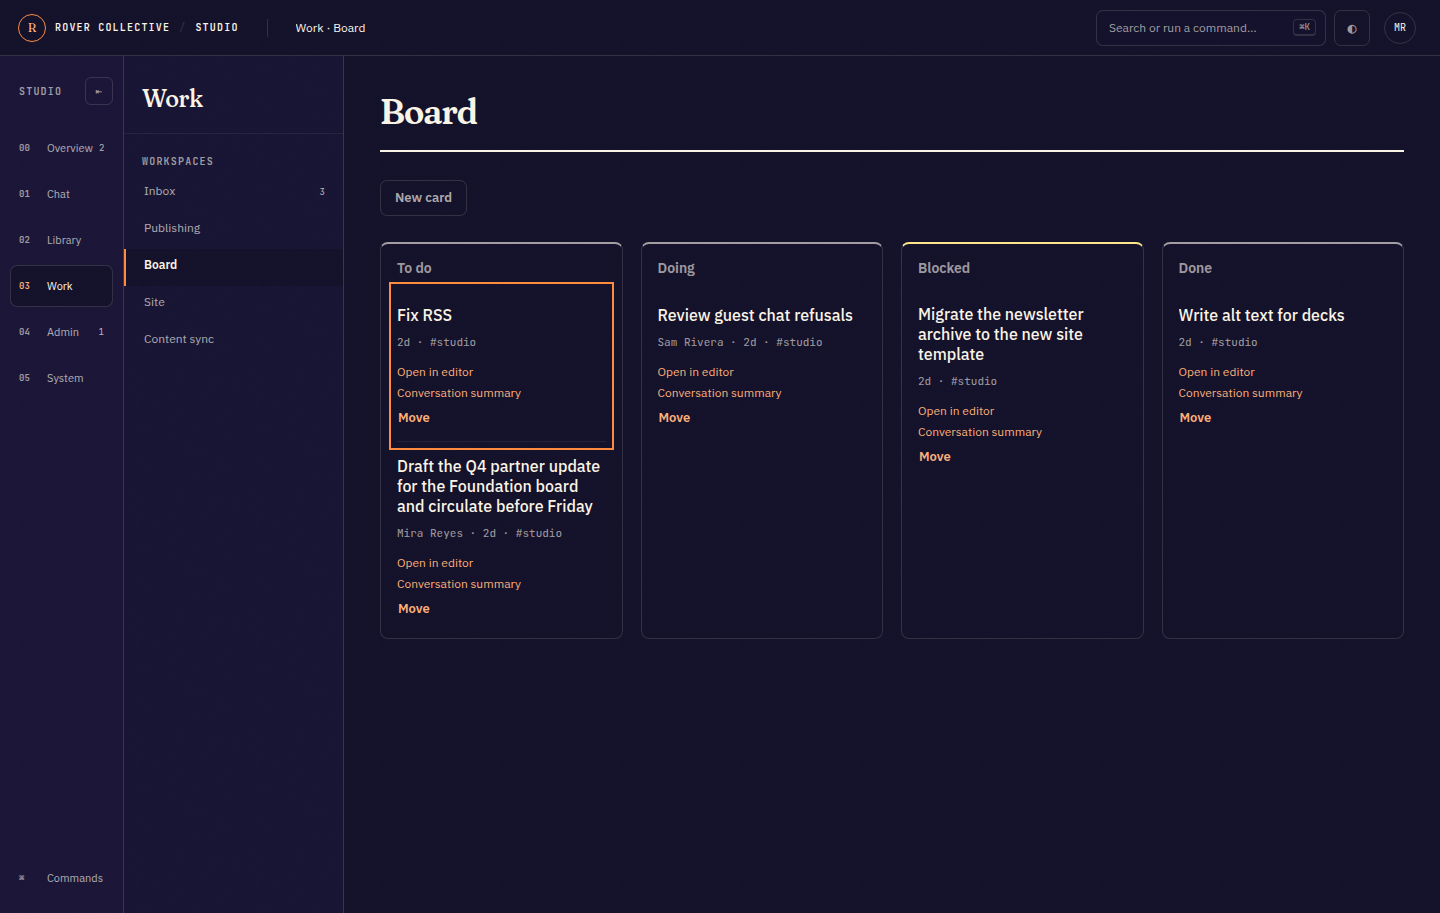 R ROVER COLLECTIVE / STUDIO
Work · Board
Search or run a command... ⌘K
◐
MR
STUDIO
⇤
00 Overview 2
01 Chat
02 Library
03 Work
04 Admin 1
05 System
⌘ Commands
Work
WORKSPACES
Inbox 3
Publishing
Board
Site
Content sync
Board
New card
To do
Fix RSS
2d · #studio
Open in editor
Conversation summary
Move
Draft the Q4 partner update
for the Foundation board
and circulate before Friday
Mira Reyes · 2d · #studio
Open in editor
Conversation summary
Move
Doing
Review guest chat refusals
Sam Rivera · 2d · #studio
Open in editor
Conversation summary
Move
Blocked
Migrate the newsletter
archive to the new site
template
2d · #studio
Open in editor
Conversation summary
Move
Done
Write alt text for decks
2d · #studio
Open in editor
Conversation summary
Move